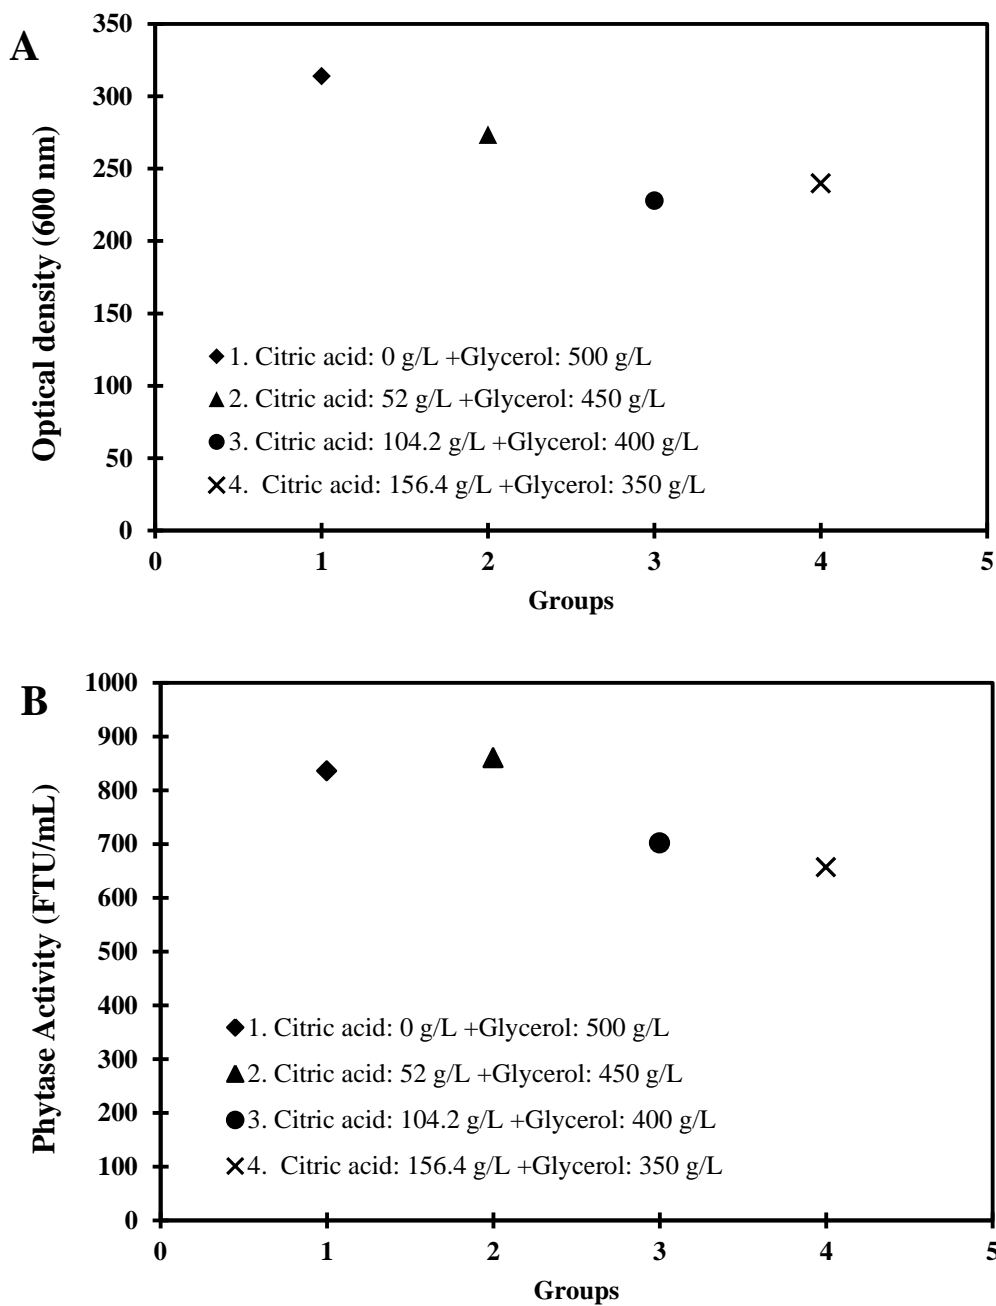 A
350
300
250
200
150
100
50
0
Optical density (600 nm)
1. Citric acid: 0 g/L +Glycerol: 500 g/L
2. Citric acid: 52 g/L +Glycerol: 450 g/L
3. Citric acid: 104.2 g/L +Glycerol: 400 g/L
4.  Citric acid: 156.4 g/L +Glycerol: 350 g/L
0 1 2 3 4 5
Groups
B
1000
900
800
700
600
500
400
300
200
100
0
Phytase Activity (FTU/mL)
1. Citric acid: 0 g/L +Glycerol: 500 g/L
2. Citric acid: 52 g/L +Glycerol: 450 g/L
3. Citric acid: 104.2 g/L +Glycerol: 400 g/L
4.  Citric acid: 156.4 g/L +Glycerol: 350 g/L
0 1 2 3 4 5
Groups